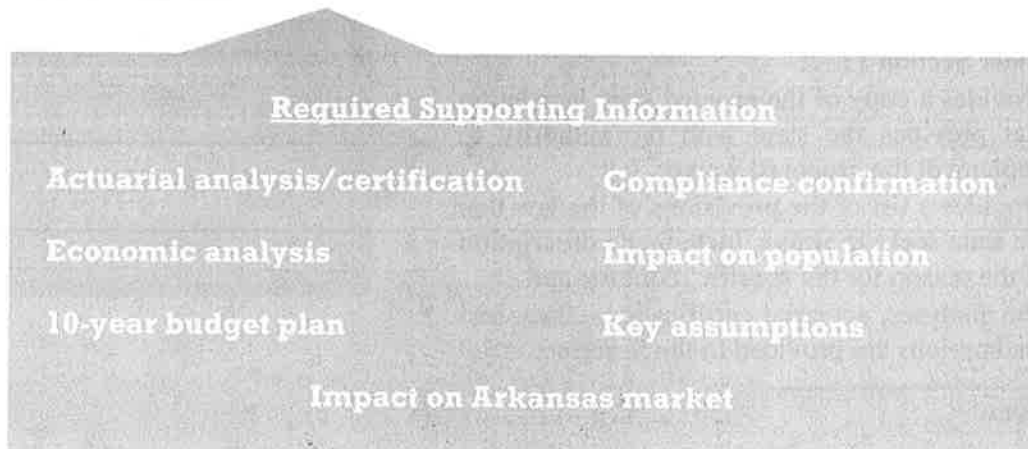 Required Supporting Information
Actuarial analysis/certification
Compliance confirmation
Economic analysis
Impact on population
10-year budget plan
Key assumptions
Impact on Arkansas market